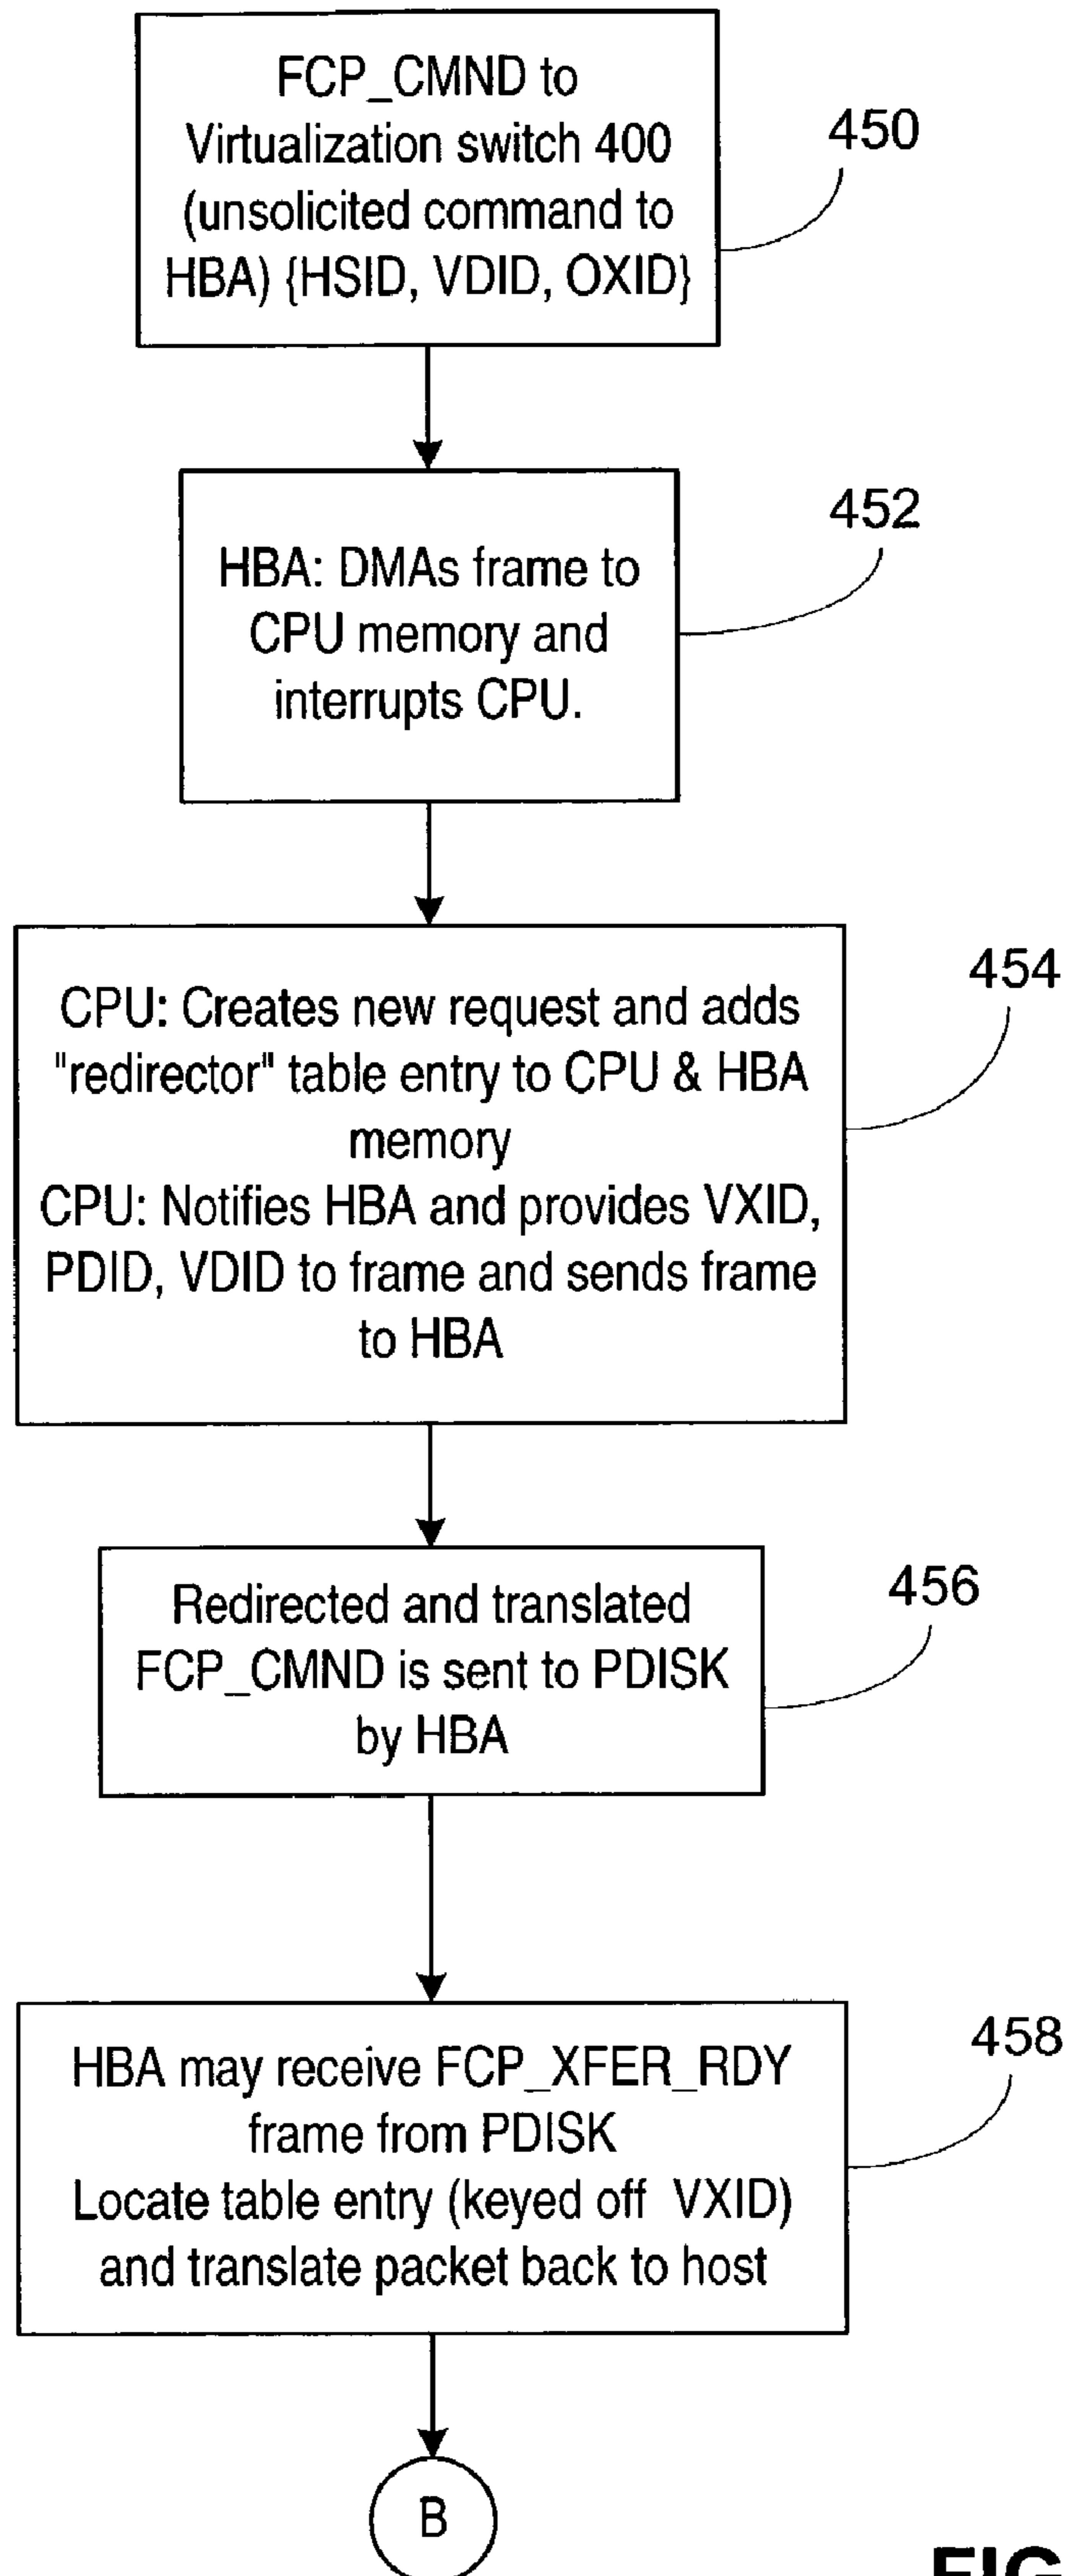 FCP_CMND to
Virtualization switch 400
(unsolicited command to
HBA) {HSID, VDID, OXID}
450
HBA: DMAs frame to
CPU memory and
interrupts CPU.
452
CPU: Creates new request and adds
"redirector" table entry to CPU & HBA
memory
CPU: Notifies HBA and provides VXID,
PDID, VDID to frame and sends frame
to HBA
454
Redirected and translated
FCP_CMND is sent to PDISK
by HBA
456
HBA may receive FCP_XFER_RDY
frame from PDISK
Locate table entry (keyed off VXID)
and translate packet back to host
458
B
FIG